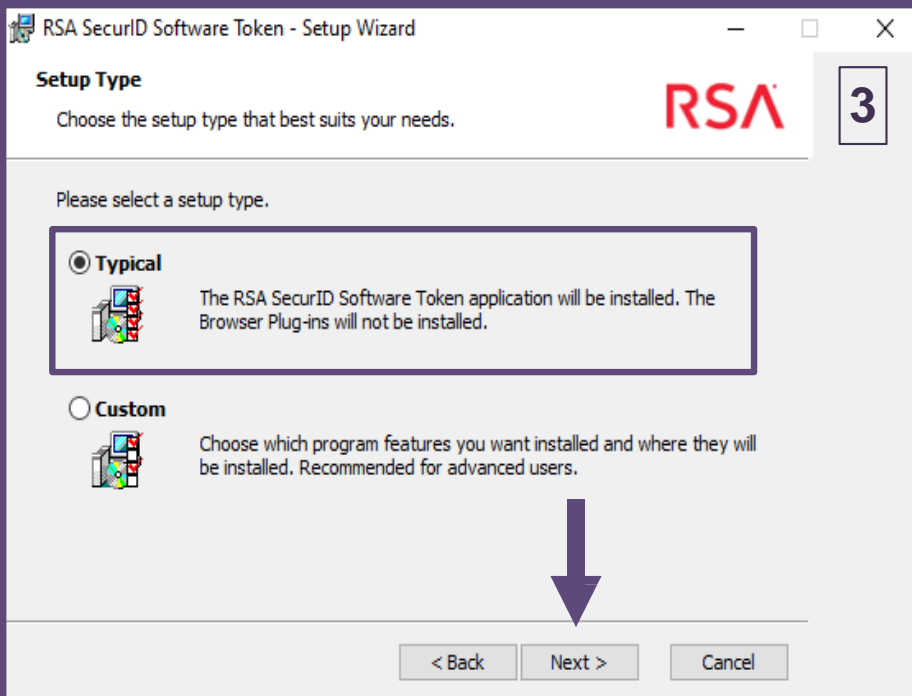 RSA SecurID Software Token - Setup Wizard
Setup Type
Choose the setup type that best suits your needs.
RSA
3
Please select a setup type.
Typical
The RSA SecurID Software Token application will be installed. The
Browser Plug-ins will not be installed.
Custom
Choose which program features you want installed and where they will
be installed. Recommended for advanced users.
< Back
Next >
Cancel